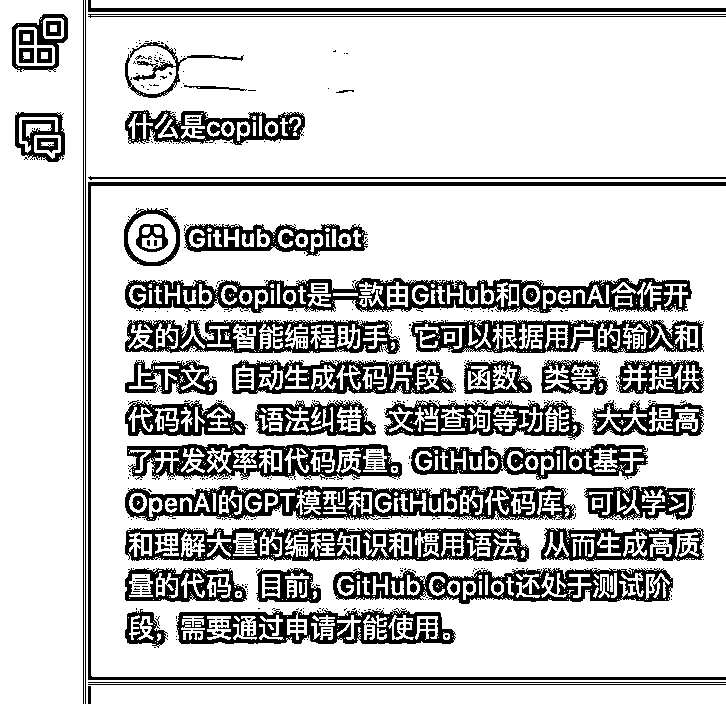 什么是copilot?
GitHub Copilot
GitHub Copilot是一款由GitHub和OpenAI合作开
发的人工智能编程助手，它可以根据用户的输入和
上下文，自动生成代码片段、函数、类等，并提供
代码补全、语法纠错、文档查询等功能，大大提高
了开发效率和代码质量。GitHub Copilot基于
OpenAI的GPT模型和GitHub的代码库，可以学习
和理解大量的编程知识和惯用语法，从而生成高质
量的代码。目前，GitHub Copilot还处于测试阶
段，需要通过申请才能使用。